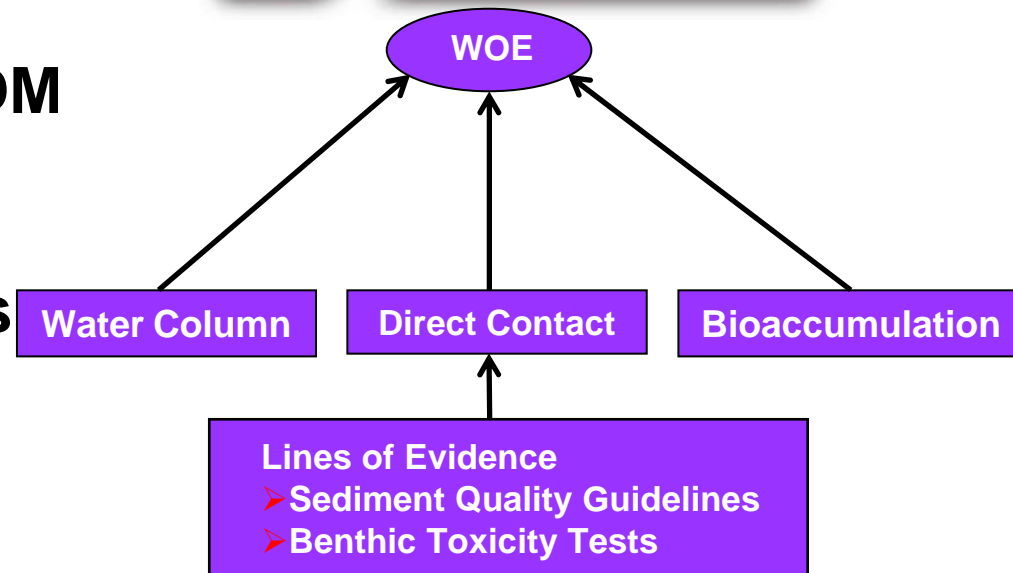 WOE
Water Column
Direct Contact
Bioaccumulation
Lines of Evidence
➢Sediment Quality Guidelines
➢Benthic Toxicity Tests